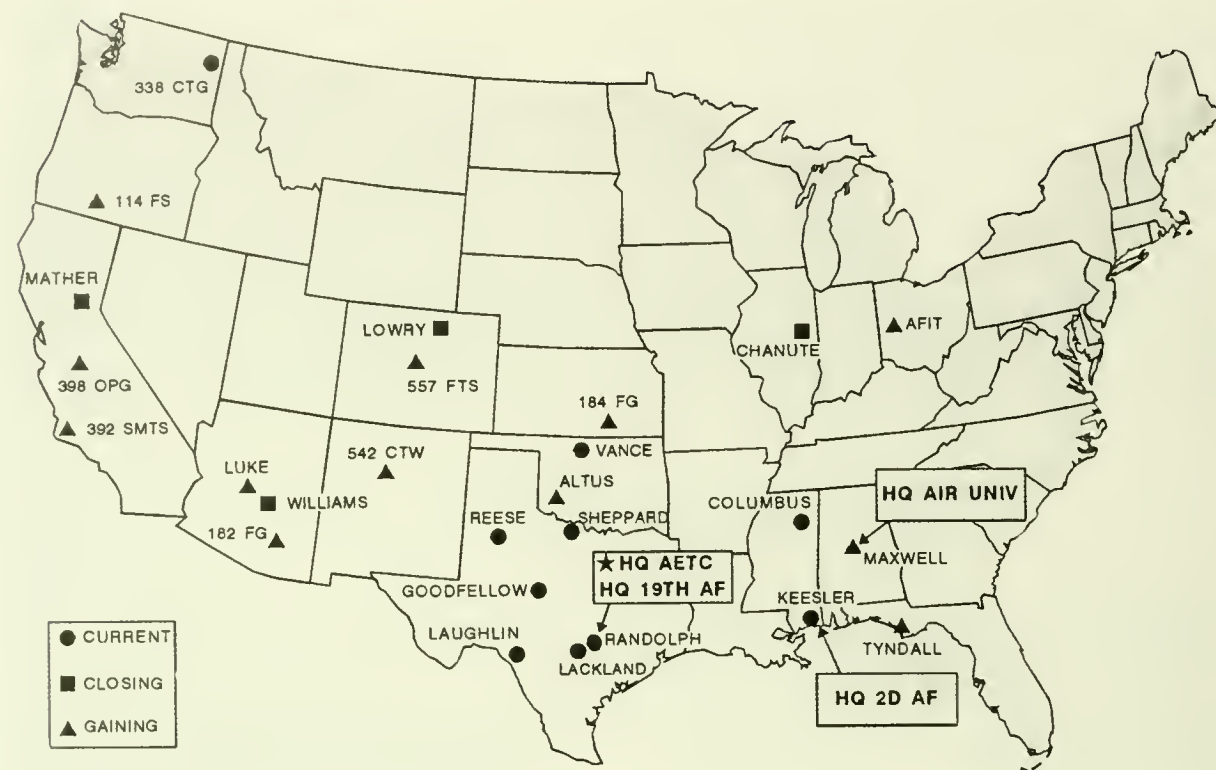 338 CTG
114 FS
MATHER
LOWRY
CHANUTE
AFIT
398 OPG
557 FTS
184 FG
392 SMTS
542 CTW
VANCE
LUKE
ALTUS
HQ AIR UNIV
WILLIAMS
COLUMBUS
REESE
SHEPPARD
182 FG
MAXWELL
★HQ AETC
HQ 19TH AF
GOODFELLOW
KEESLER
LAUGHLIN
RANDOLPH
TYNDALL
LACKLAND
HQ 2D AF
CURRENT
CLOSING
GAINING